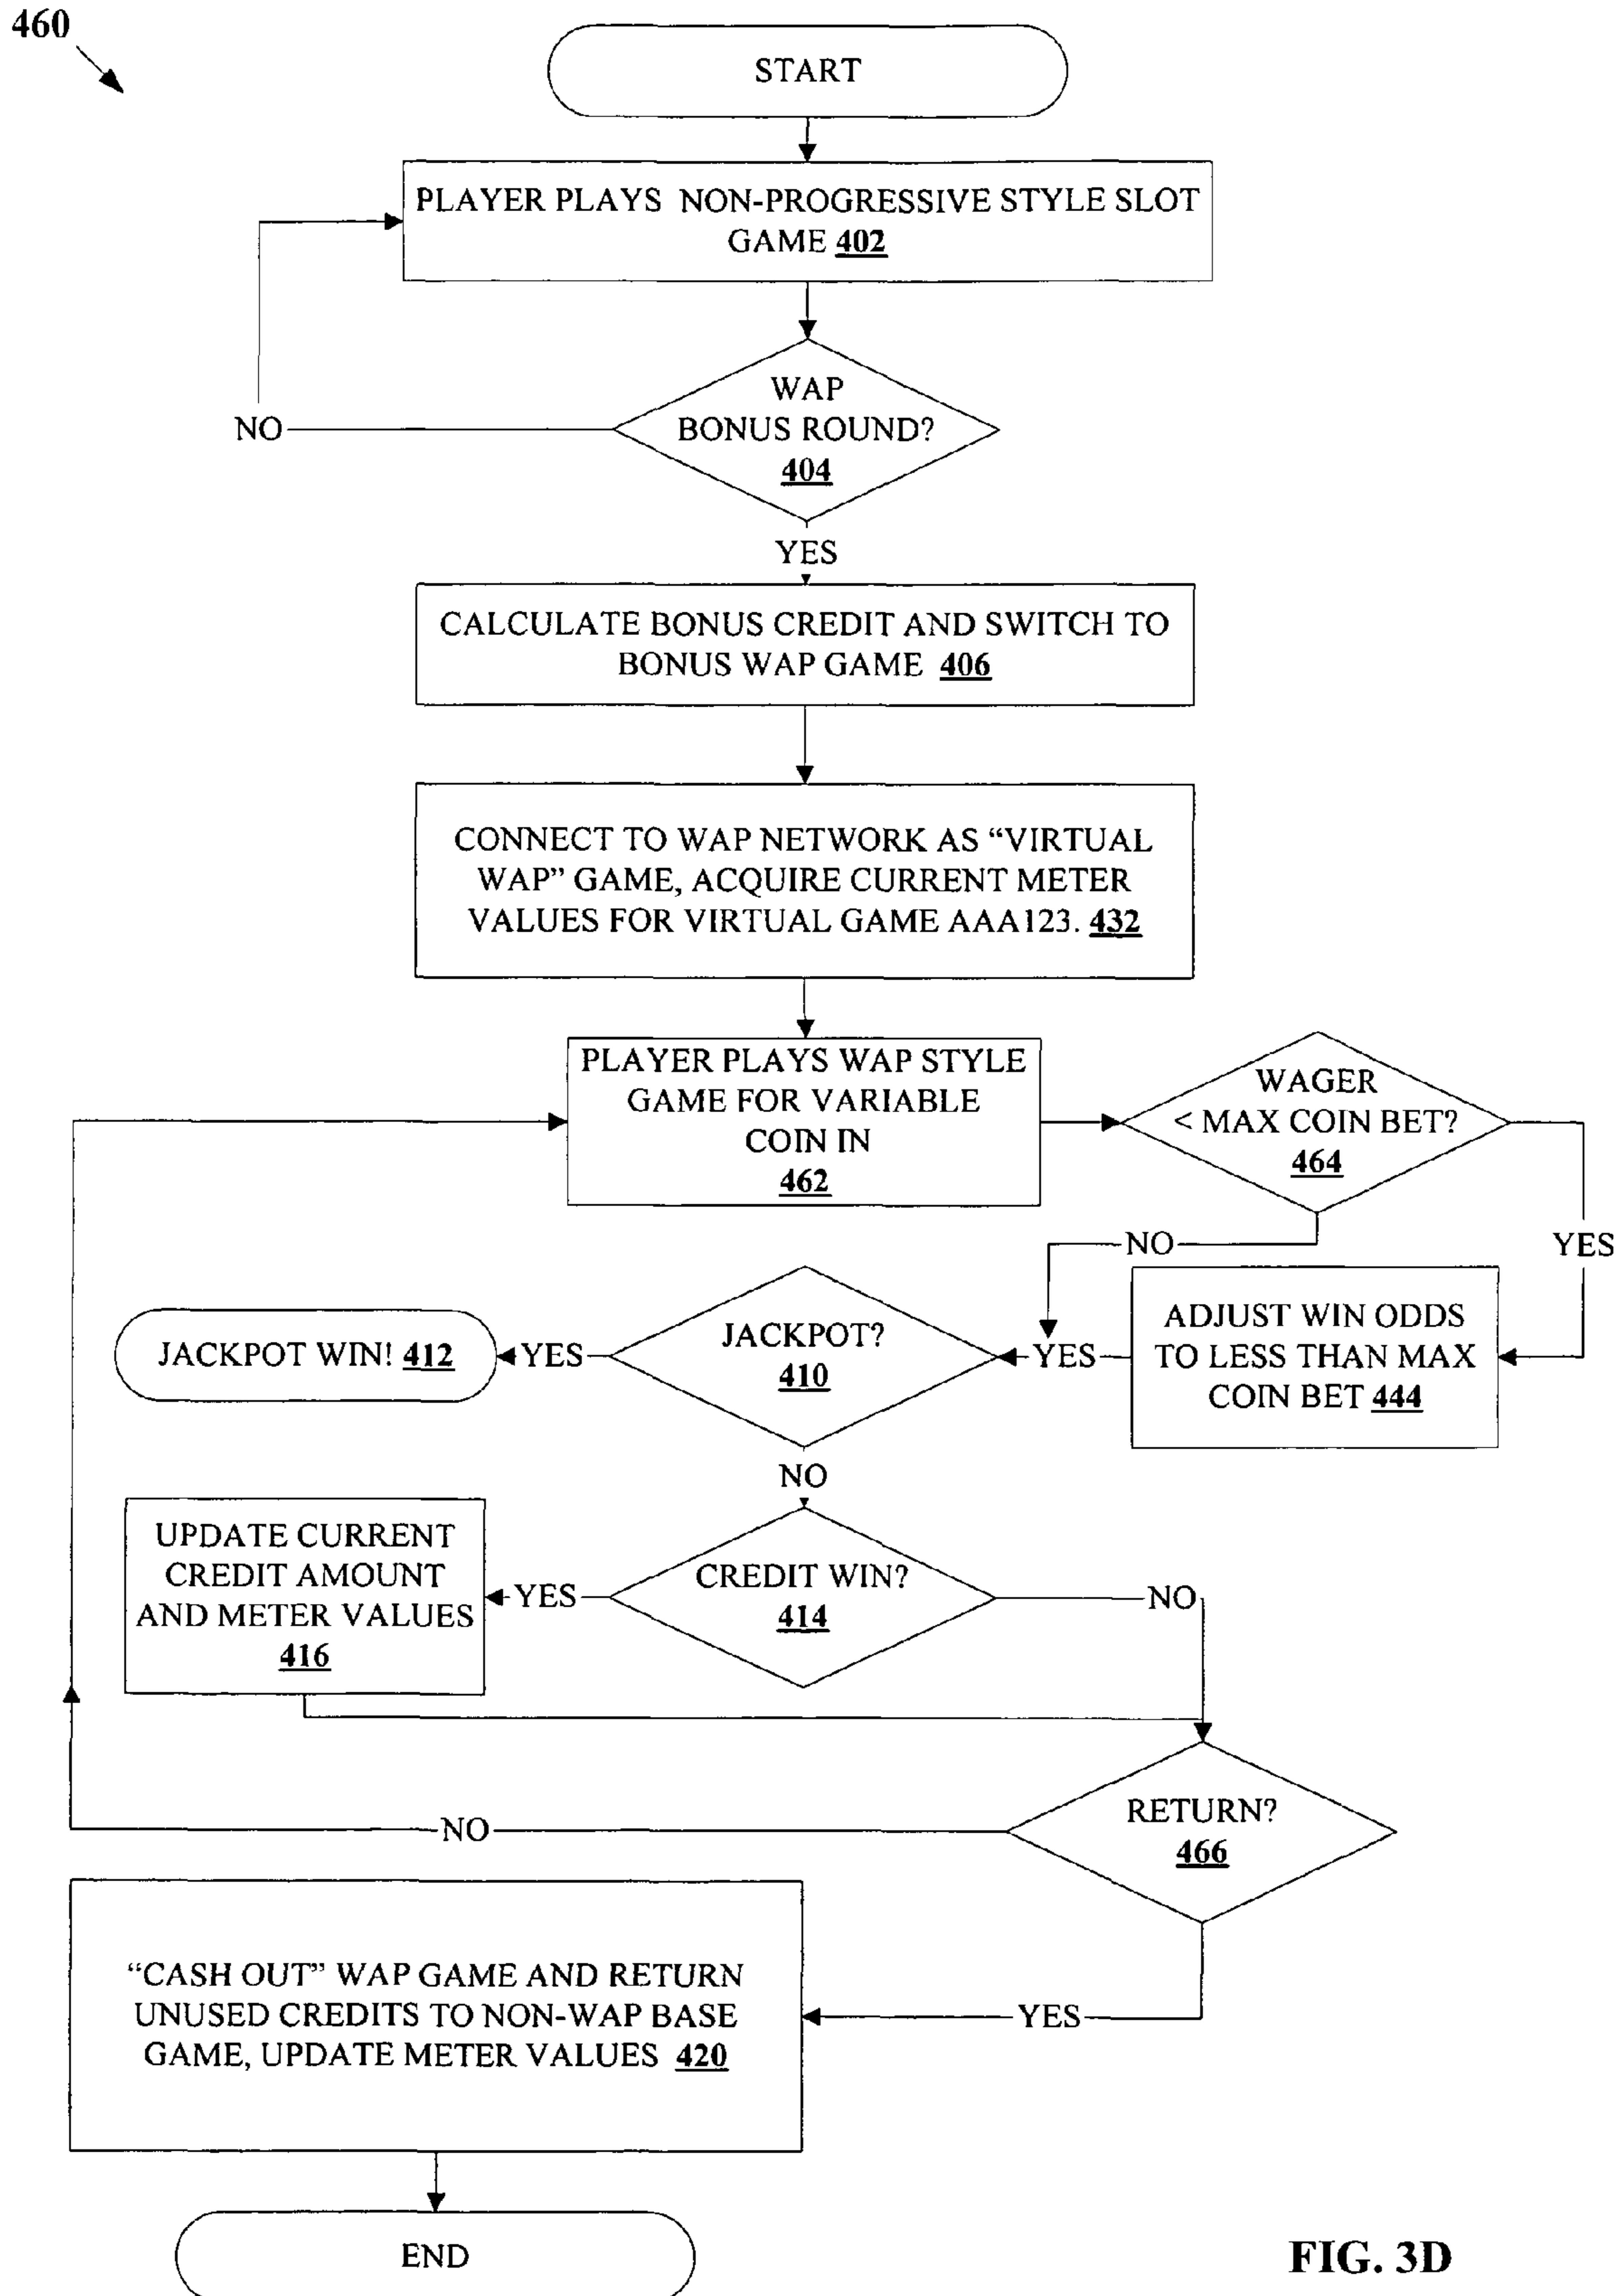 460
START
PLAYER PLAYS NON-PROGRESSIVE STYLE SLOT
GAME 402
WAP
BONUS ROUND?
404
NO
YES
CALCULATE BONUS CREDIT AND SWITCH TO
BONUS WAP GAME 406
CONNECT TO WAP NETWORK AS “VIRTUAL
WAP” GAME, ACQUIRE CURRENT METER
VALUES FOR VIRTUAL GAME AAA123. 432
PLAYER PLAYS WAP STYLE
GAME FOR VARIABLE
COIN IN
462
WAGER
< MAX COIN BET?
464
NO
YES
ADJUST WIN ODDS
TO LESS THAN MAX
COIN BET 444
YES
JACKPOT?
410
YES
JACKPOT WIN! 412
NO
CREDIT WIN?
414
YES
UPDATE CURRENT
CREDIT AMOUNT
AND METER VALUES
416
NO
RETURN?
466
NO
YES
“CASH OUT” WAP GAME AND RETURN
UNUSED CREDITS TO NON-WAP BASE
GAME, UPDATE METER VALUES 420
END
FIG. 3D